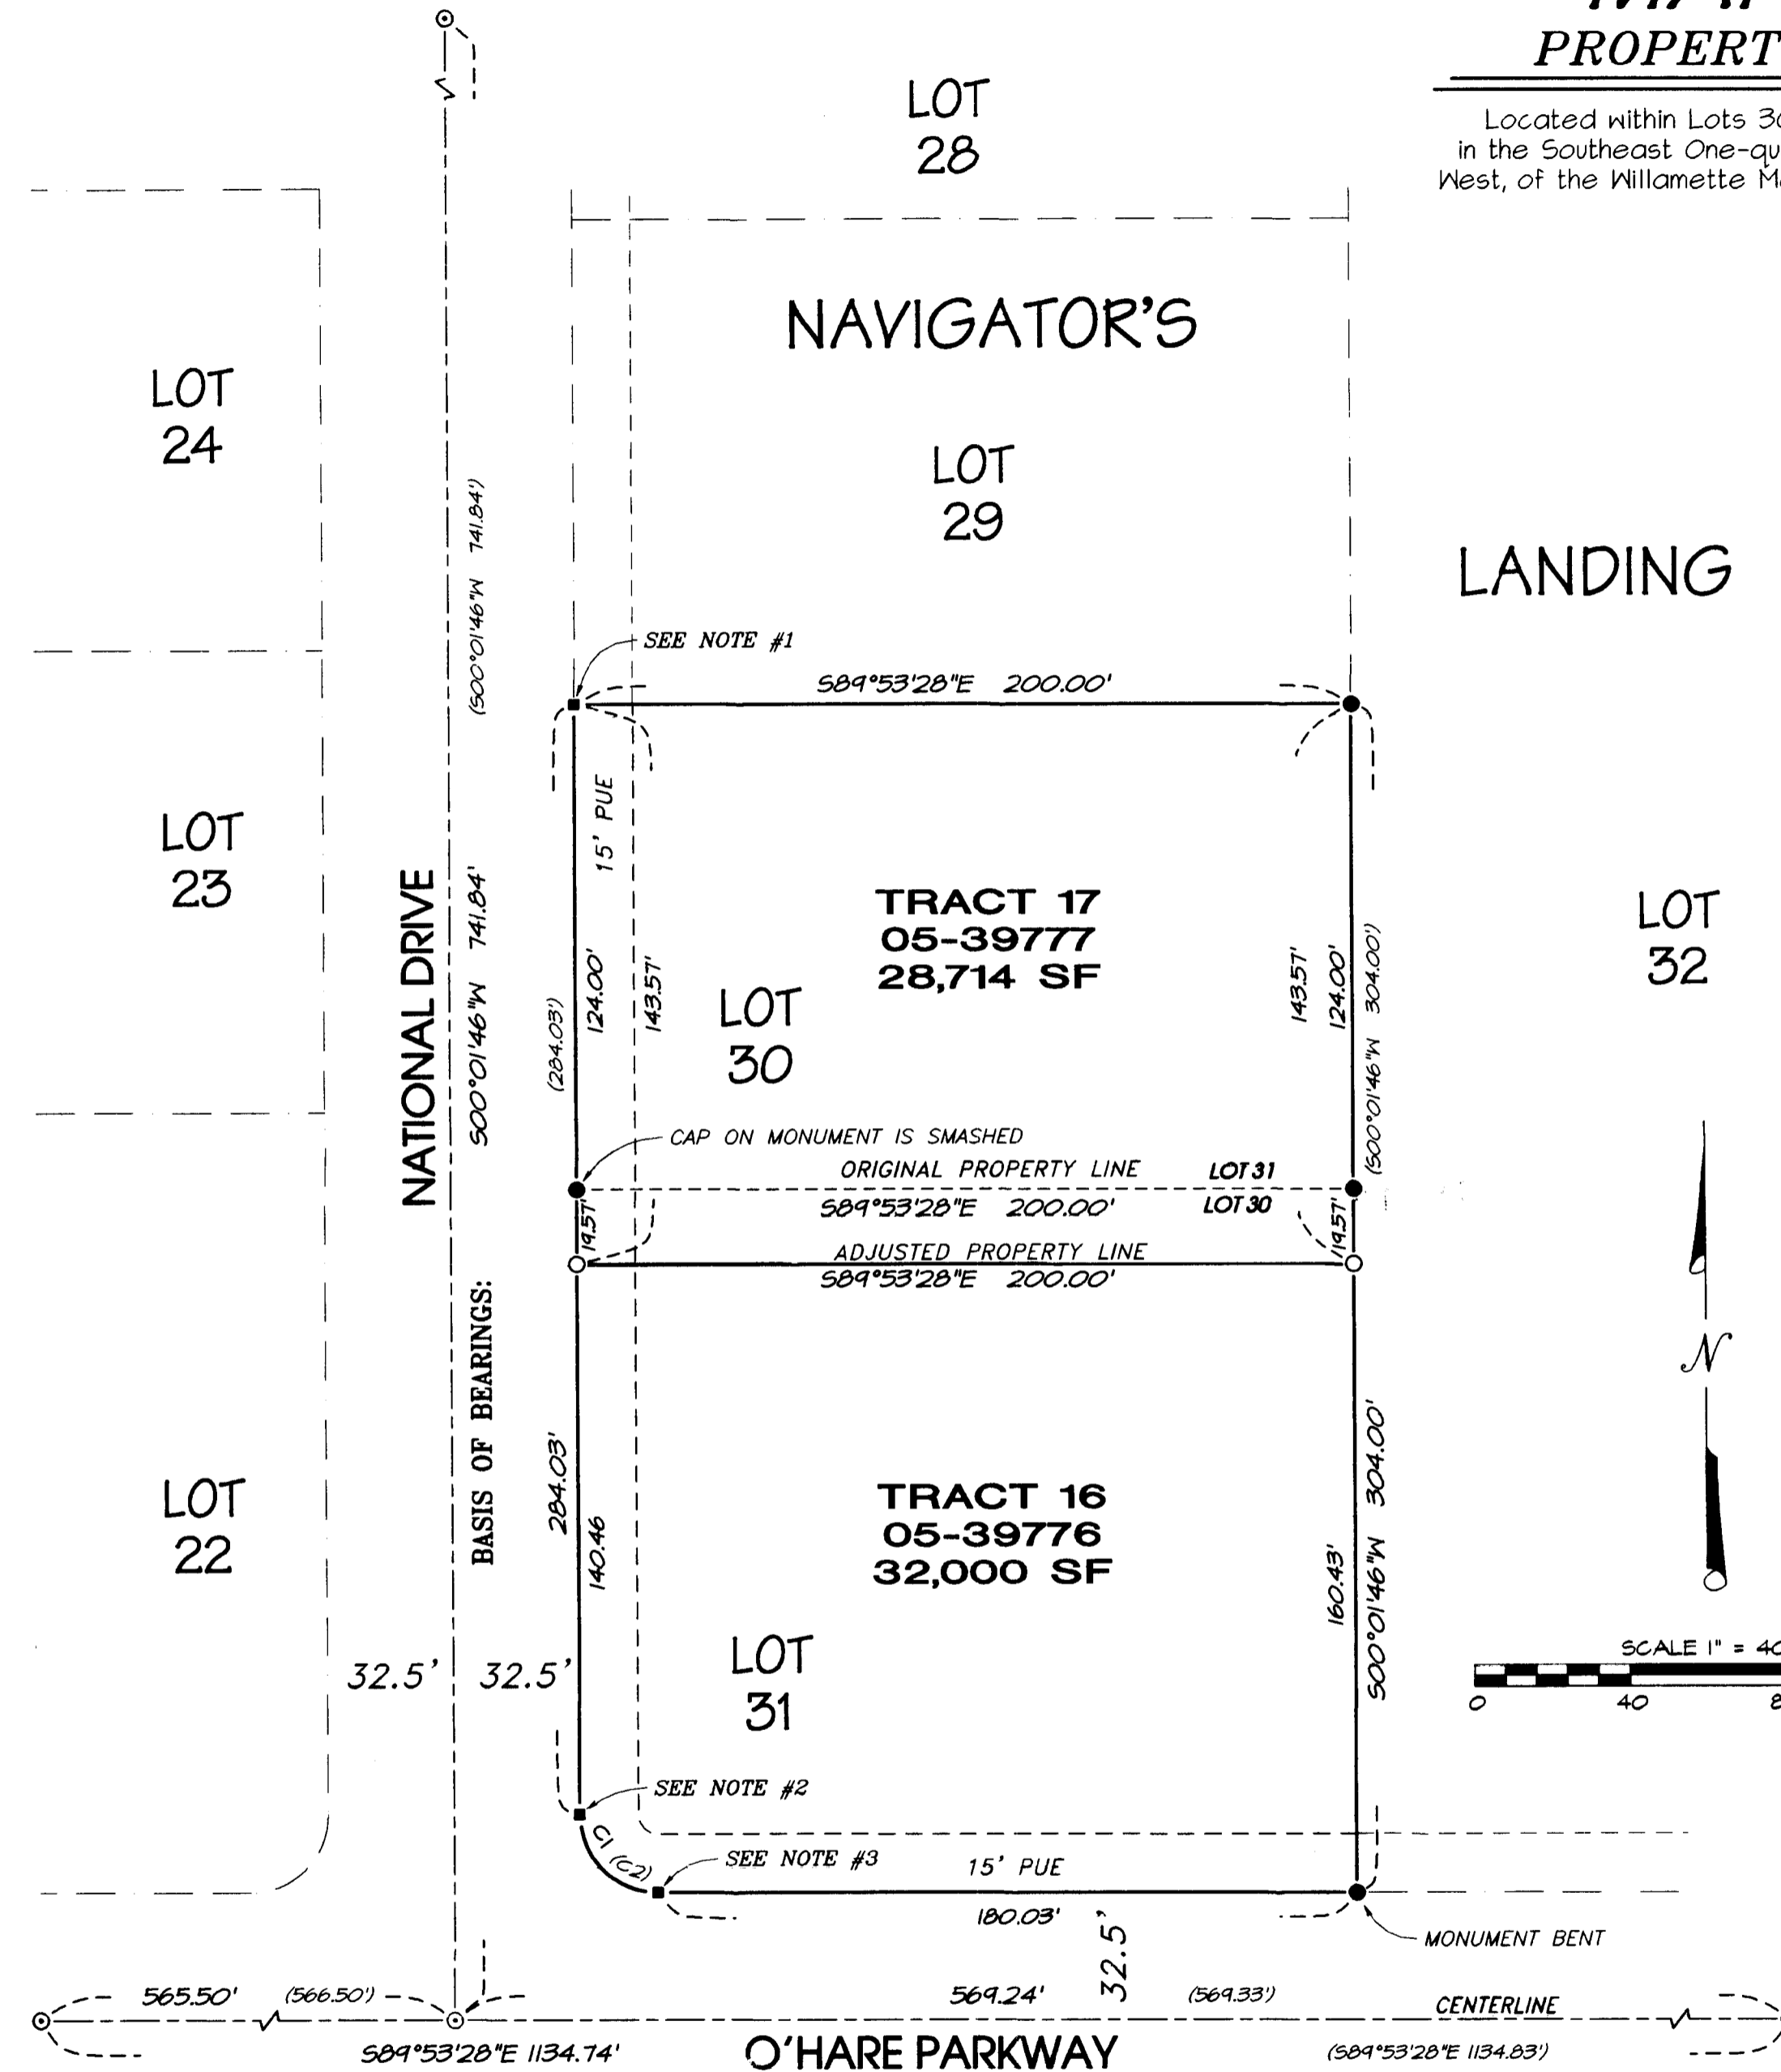 PROPERT
Located within Lots 30
in the Southeast One-qu
West, of the Willamette M
LOT
28
NAVIGATOR'S
LOT
24
LOT
29
LANDING
(S00°01'46"W 741.84')
SEE NOTE #1
S89°53'28"E 200.00'
15' PUE
LOT
23
NATIONAL DRIVE
S00°01'46"W 741.84'
BASIS OF BEARINGS:
TRACT 17
05-39777
28,714 SF
LOT
32
(284.03')
124.00'
143.57'
LOT
30
143.57'
124.00'
(S00°01'46"W 304.00')
CAP ON MONUMENT IS SMASHED
ORIGINAL PROPERTY LINE
LOT 31
S89°53'28"E 200.00'
LOT 30
19.57'
19.57'
ADJUSTED PROPERTY LINE
S89°53'28"E 200.00'
N
284.03'
140.46
TRACT 16
05-39776
32,000 SF
160.43'
S00°01'46"W 304.00'
LOT
22
32.5'
32.5'
LOT
31
SCALE 1" = 40
0 40 8
SEE NOTE #2
C1 (C2)
SEE NOTE #3
15' PUE
180.03'
32.5'
MONUMENT BENT
565.50' (566.50')
569.24' (569.33')
CENTERLINE
S89°53'28"E 1134.74'
O'HARE PARKWAY
(S89°53'28"E 1134.83')